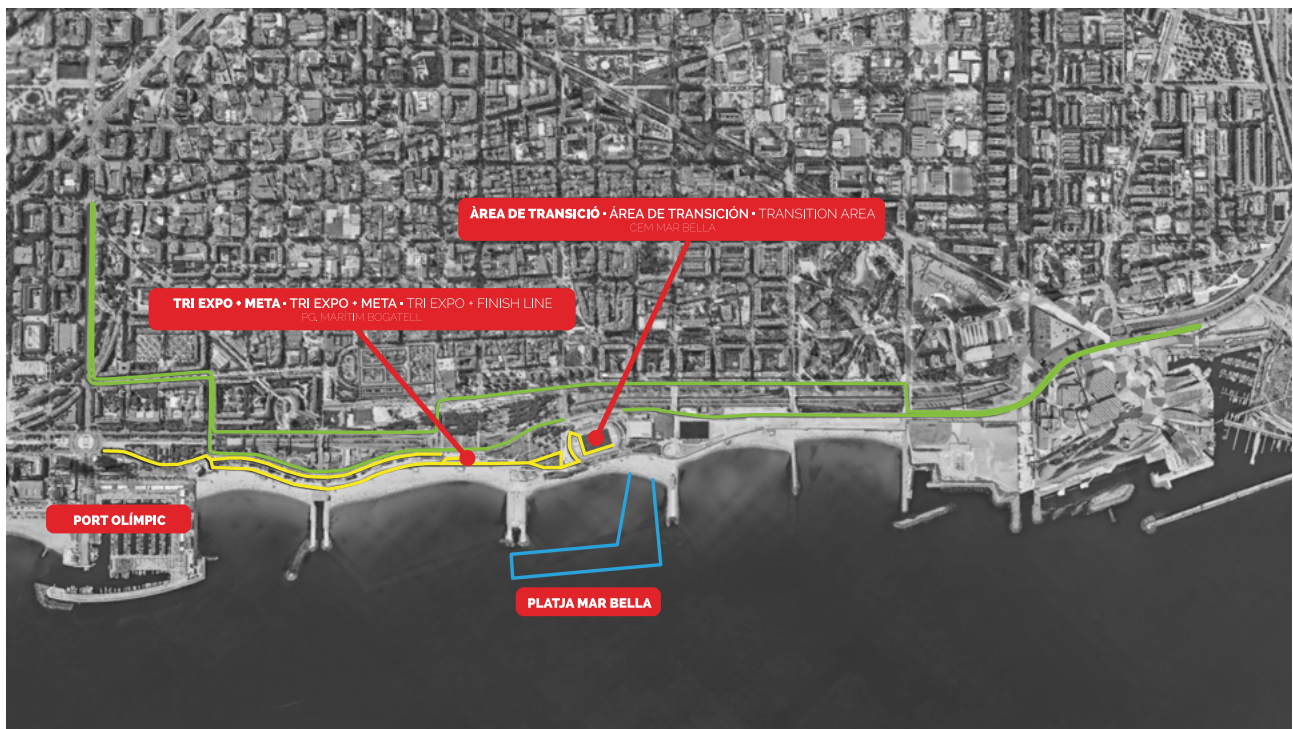 ÀREA DE TRANSICIÓ • ÁREA DE TRANSICIÓN • TRANSITION AREA
CEM MAR BELLA
TRI EXPO + META • TRI EXPO + META • TRI EXPO + FINISH LINE
PG. MARÍTIM BOGATELL
PORT OLÍMPIC
PLATJA MAR BELLA